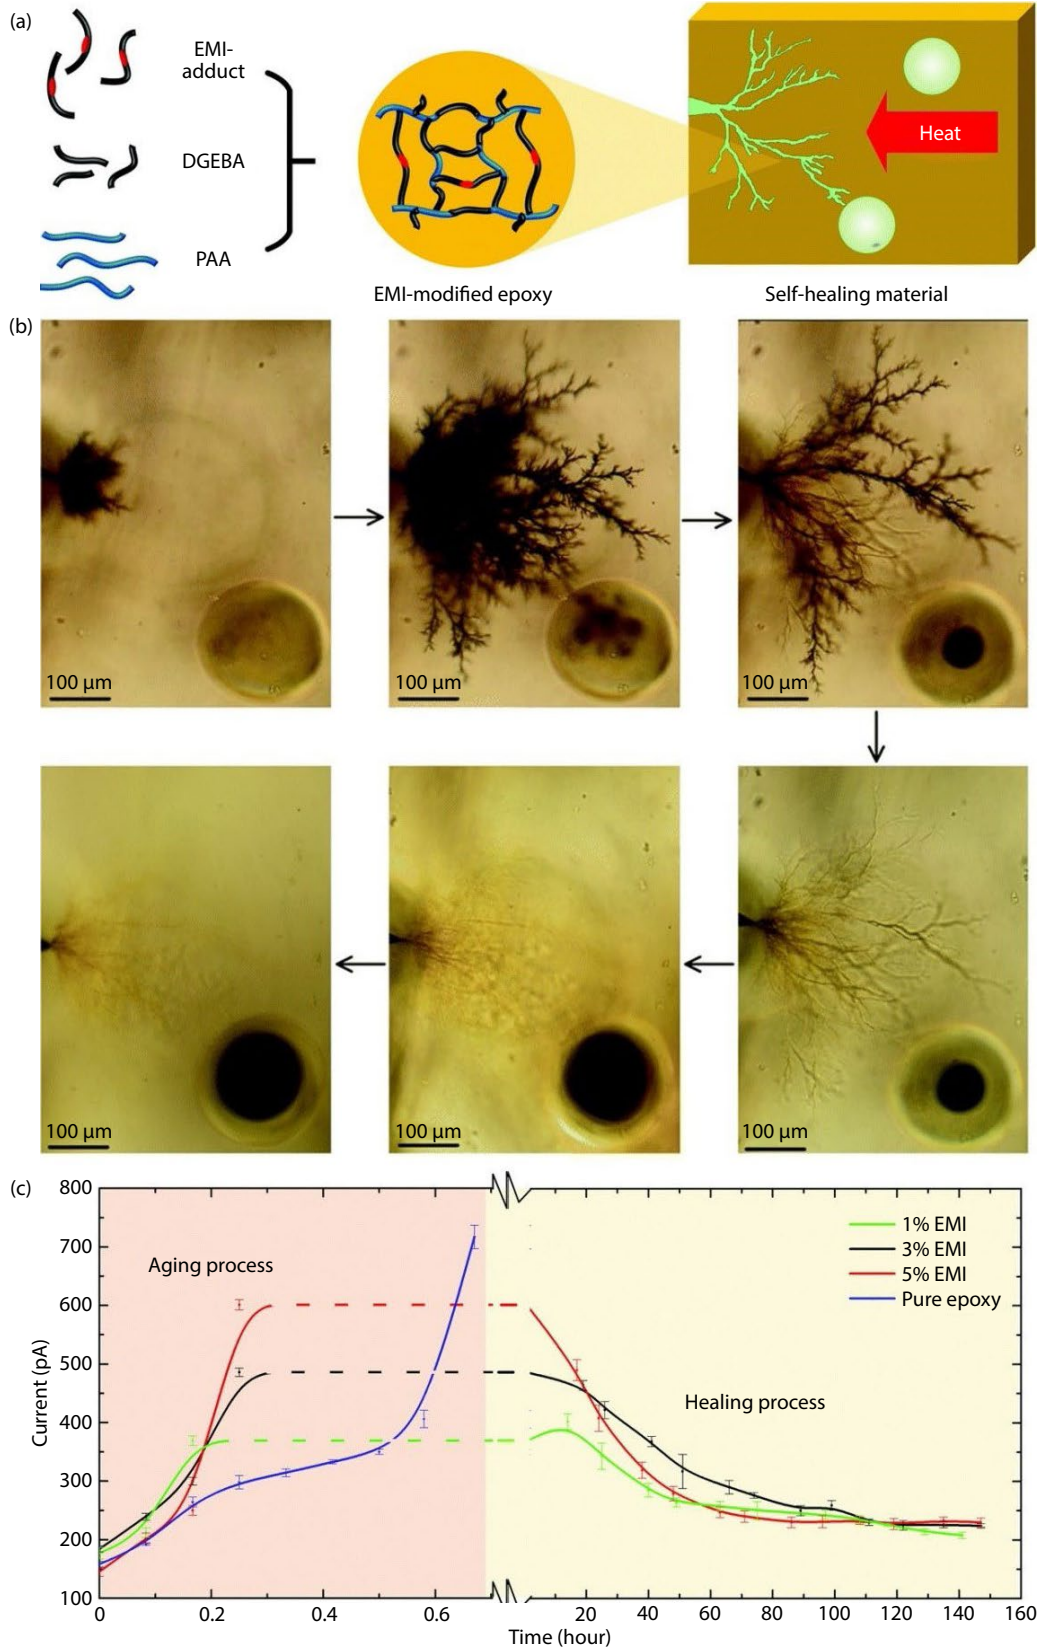 (a)
EMI-
adduct
DGEBA
PAA
Heat
EMI-modified epoxy
Self-healing material
(b)
100 µm
100 µm
100 µm
100 µm
100 µm
100 µm
(c)
800
700
600
500
400
300
200
100
Current (pA)
Aging process
Healing process
1% EMI
3% EMI
5% EMI
Pure epoxy
0
0.2
0.4
0.6
20
40
60
80
100
120
140
160
Time (hour)